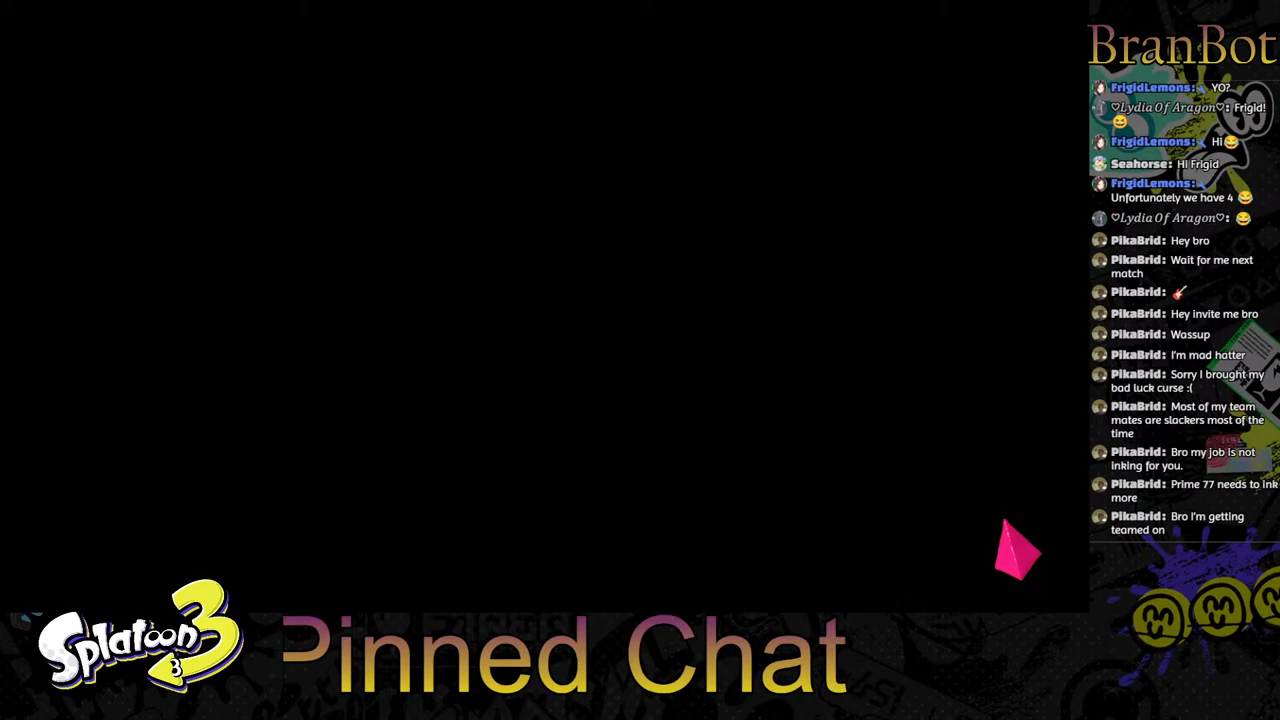 BranBot
FrigidLemons: YO?
♡Lydia Of Aragon♡: Frigid!
😆
FrigidLemons: Hi😂
Seahorse: Hi Frigid
FrigidLemons:
Unfortunately we have 4 😂
♡Lydia Of Aragon♡: 😂
PikaBrid: Hey bro
PikaBrid: Wait for me next
match
PikaBrid: 🎸
PikaBrid: Hey invite me bro
PikaBrid: Wassup
PikaBrid: I'm mad hatter
PikaBrid: Sorry I brought my
bad luck curse :(
PikaBrid: Most of my team
mates are slackers most of the
time
PikaBrid: Bro my job is not
inking for you.
PikaBrid: Prime 77 needs to ink
more
PikaBrid: Bro I'm getting
teamed on
Splatoon 3
3
Pinned Chat